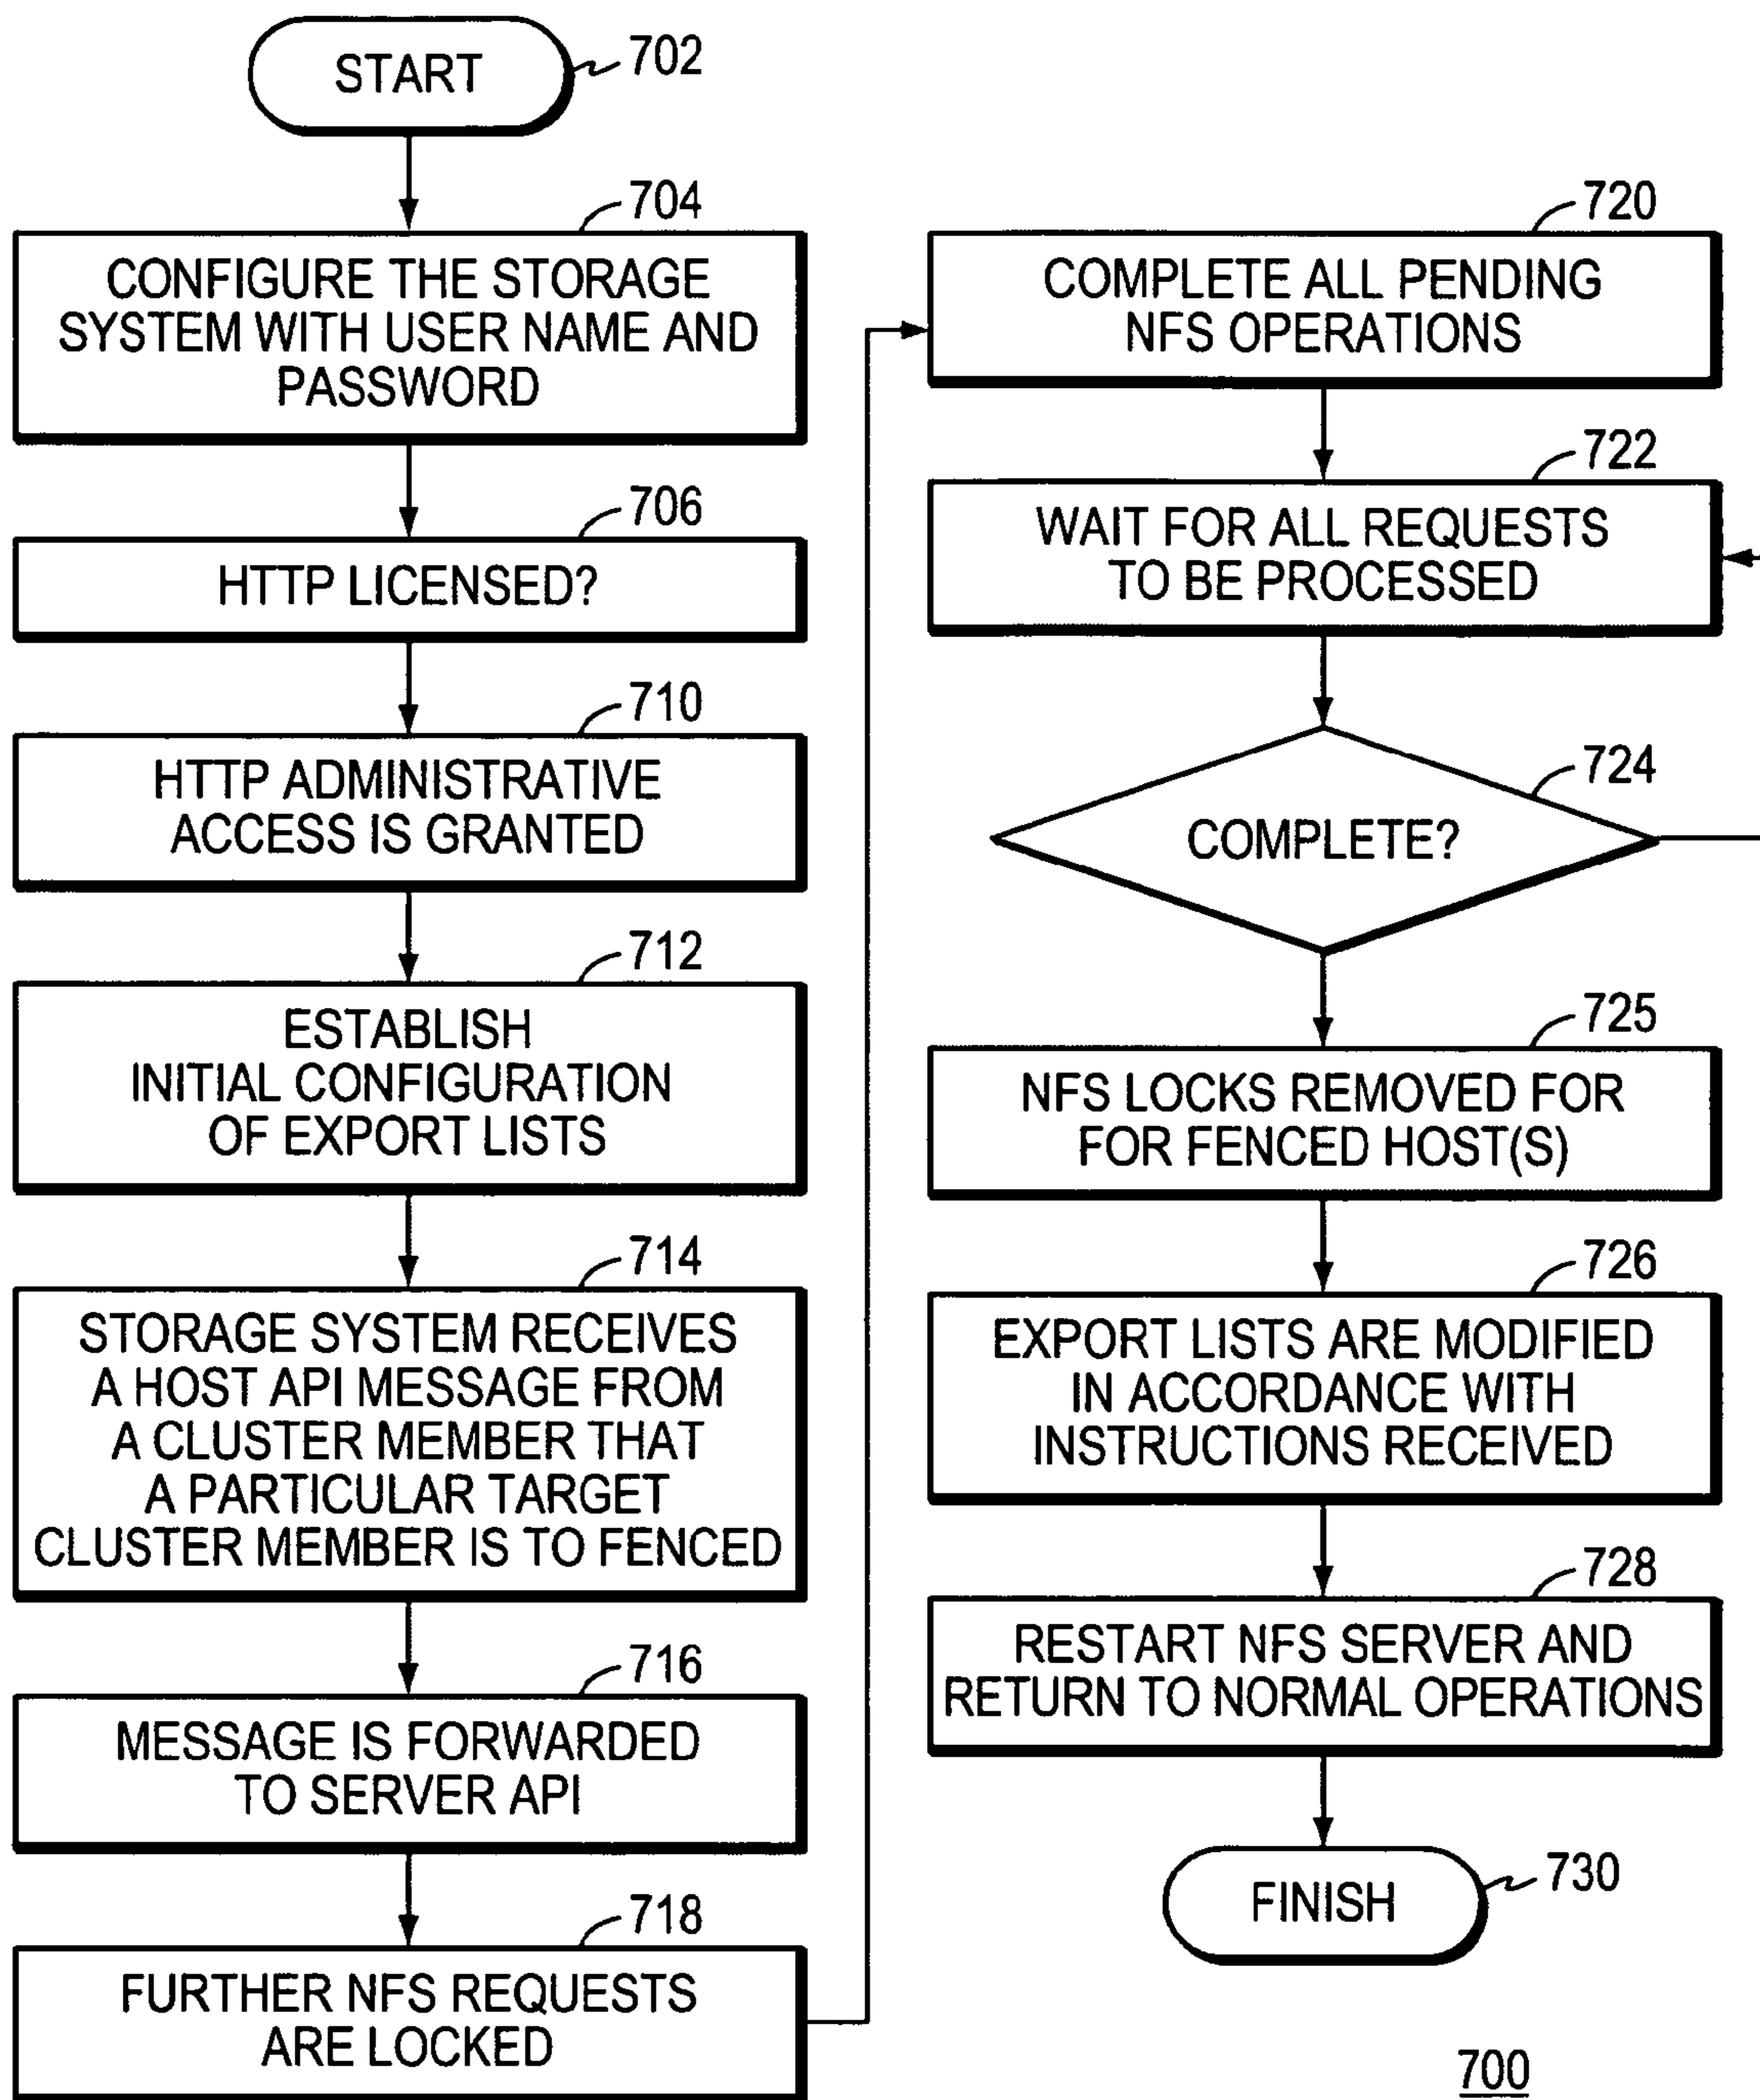 START
702
704
CONFIGURE THE STORAGE
SYSTEM WITH USER NAME AND
PASSWORD
706
HTTP LICENSED?
710
HTTP ADMINISTRATIVE
ACCESS IS GRANTED
712
ESTABLISH
INITIAL CONFIGURATION
OF EXPORT LISTS
714
STORAGE SYSTEM RECEIVES
A HOST API MESSAGE FROM
A CLUSTER MEMBER THAT
A PARTICULAR TARGET
CLUSTER MEMBER IS TO FENCED
716
MESSAGE IS FORWARDED
TO SERVER API
718
FURTHER NFS REQUESTS
ARE LOCKED
720
COMPLETE ALL PENDING
NFS OPERATIONS
722
WAIT FOR ALL REQUESTS
TO BE PROCESSED
724
COMPLETE?
725
NFS LOCKS REMOVED FOR
FOR FENCED HOST(S)
726
EXPORT LISTS ARE MODIFIED
IN ACCORDANCE WITH
INSTRUCTIONS RECEIVED
728
RESTART NFS SERVER AND
RETURN TO NORMAL OPERATIONS
FINISH
730
700